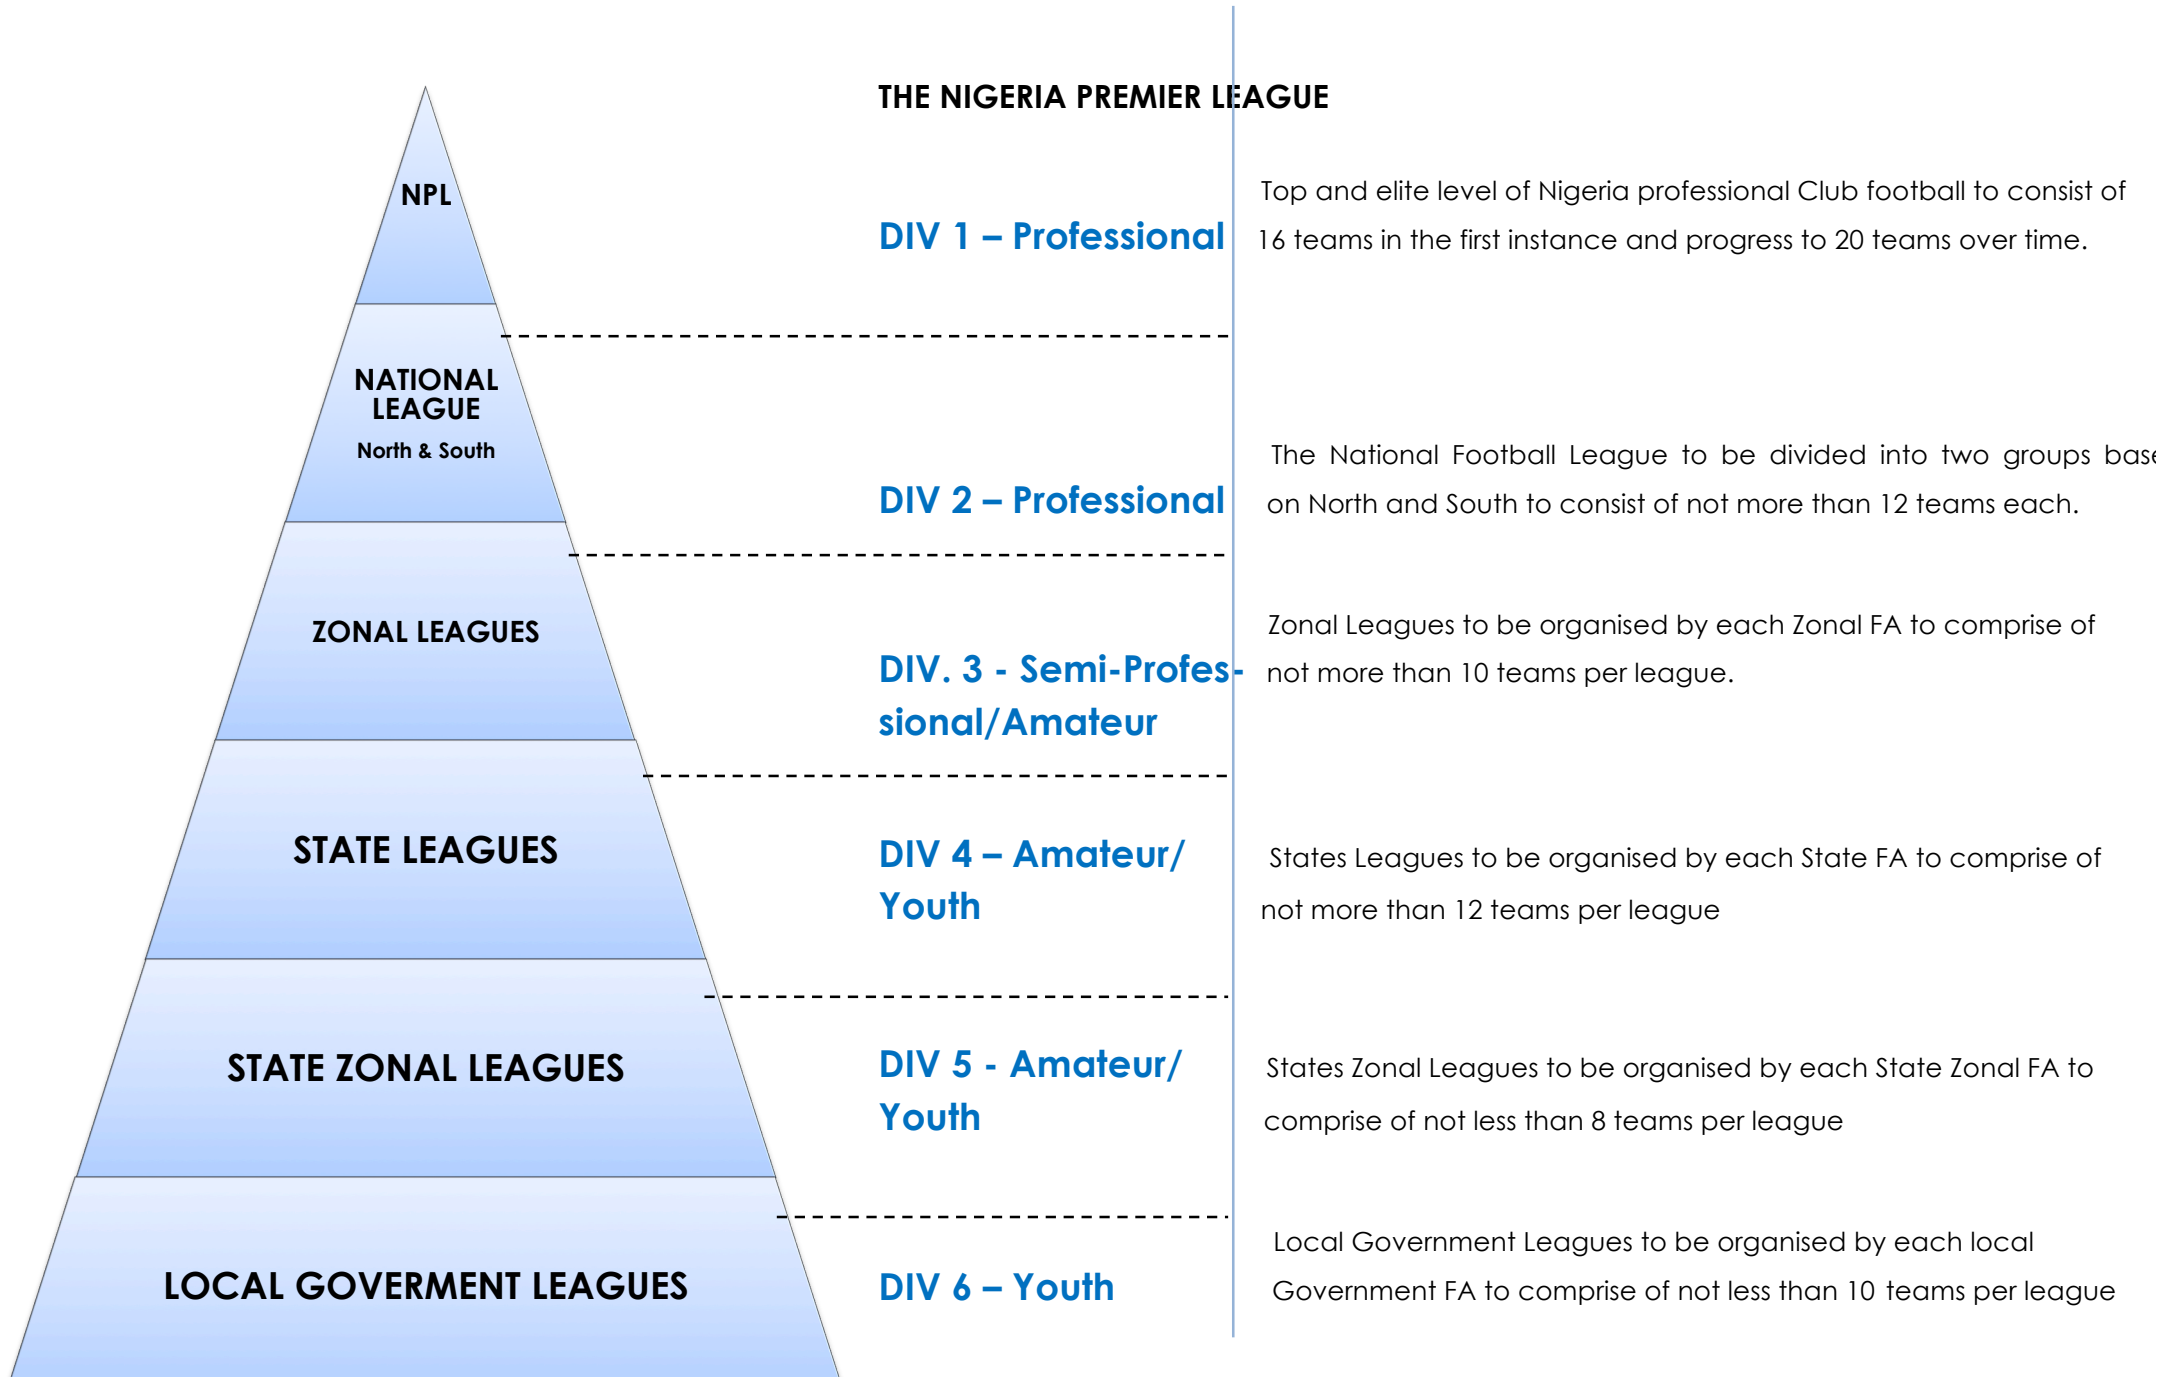 THE NIGERIA PREMIER LEAGUE
NPL
DIV 1 – Professional
Top and elite level of Nigeria professional Club football to consist of
16 teams in the first instance and progress to 20 teams over time.
NATIONAL
LEAGUE
North & South
DIV 2 – Professional
The National Football League to be divided into two groups
on North and South to consist of not more than 12 teams each.
ZONAL LEAGUES
DIV. 3 - Semi-Profes-
sional/Amateur
Zonal Leagues to be organised by each Zonal FA to comprise of
not more than 10 teams per league.
STATE LEAGUES
DIV 4 – Amateur/
Youth
States Leagues to be organised by each State FA to comprise of
not more than 12 teams per league
STATE ZONAL LEAGUES
DIV 5 - Amateur/
Youth
States Zonal Leagues to be organised by each State Zonal FA to
comprise of not less than 8 teams per league
LOCAL GOVERMENT LEAGUES
DIV 6 – Youth
Local Government Leagues to be organised by each local
Government FA to comprise of not less than 10 teams per league